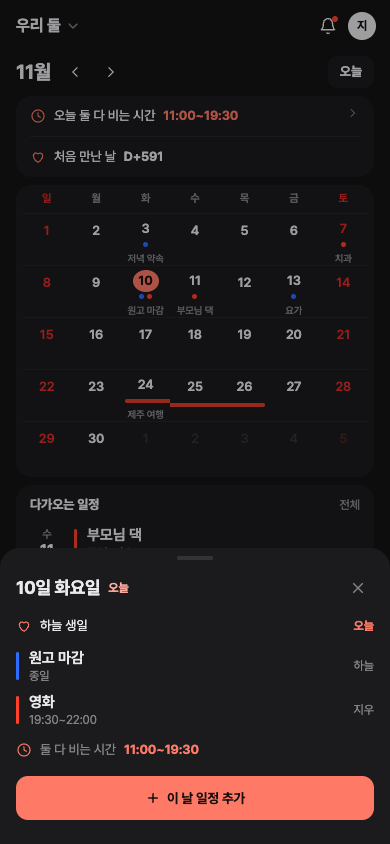 우리 둘
지
11월
오늘
오늘 둘 다 비는 시간 11:00~19:30
처음 만난 날 D+591
일 월 화 수 목 금 토
1 2 3 4 5 6 7
저녁 약속 치과
8 9 10 11 12 13 14
원고 마감 부모님 댁 요가
15 16 17 18 19 20 21
22 23 24 25 26 27 28
제주 여행
29 30 1 2 3 4 5
다가오는 일정 전체
수 부모님 댁
10일 화요일 오늘
하늘 생일 오늘
원고 마감 하늘
종일
영화 지우
19:30~22:00
둘 다 비는 시간 11:00~19:30
이 날 일정 추가